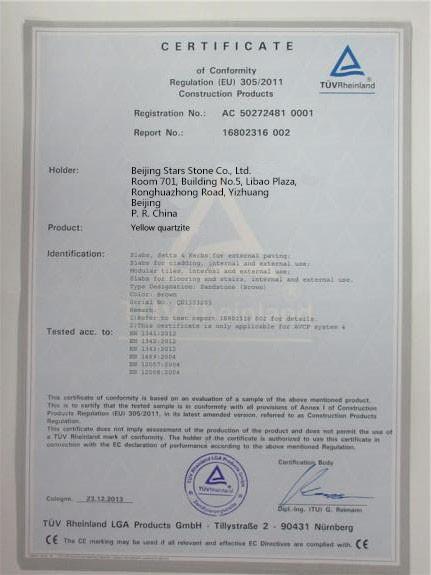 CERTIFICATE
of Conformity
Regulation (EU) 305/2011
Construction Products
TÜVRheinland
Registration No.: AC 50272481 0001
Report No.: 16802316 002
Holder: Beijing Stars Stone Co., Ltd.
Room 701, Building No.5, Libao Plaza,
Ronghuazhong Road, Yizhuang
Beijing
P. R. China
Product: Yellow quartzite
Identification: Slabs, Setts & Kerbs for external paving;
Slabs for cladding, internal and external use;
Modular tiles, internal and external use;
Slabs for flooring and stairs, internal and external use.
Type Designation: Sandstone (Brown)
Color: Brown
Serial No.:
Remark:
1)Refer to test report 16802316 002 for details.
2)This certificate is only applicable for AVCP system 4
Tested acc. to: EN 1341:2012
EN 1342:2012
EN 1343:2012
EN 1469:2004
EN 12057:2004
EN 12058:2004
This certificate of conformity is based on an evaluation of a sample of the above mentioned product.
This is to certify that the tested sample is in conformity with all provisions of Annex I of Construction
Products Regulation (EU) 305/2011, in its latest amended version, referred to as Construction Products
Regulation.
This certificate does not imply assessment of the production of the product and does not permit the use of
a TÜV Rheinland mark of conformity. The holder of the certificate is authorized to use this certificate in
connection with the EC declaration of performance according to the above mentioned Regulation.
Certification Body
TÜV Rheinland LGA Products GmbH
TÜVRheinland
Zertifizierungsstelle
Cologne, 23.12.2013
Dipl.-Ing. (TU) G. Reimann
TÜV Rheinland LGA Products GmbH - Tillystraße 2 - 90431 Nürnberg
CE The CE marking may be used if all relevant and effective EC Directives are complied with. CE